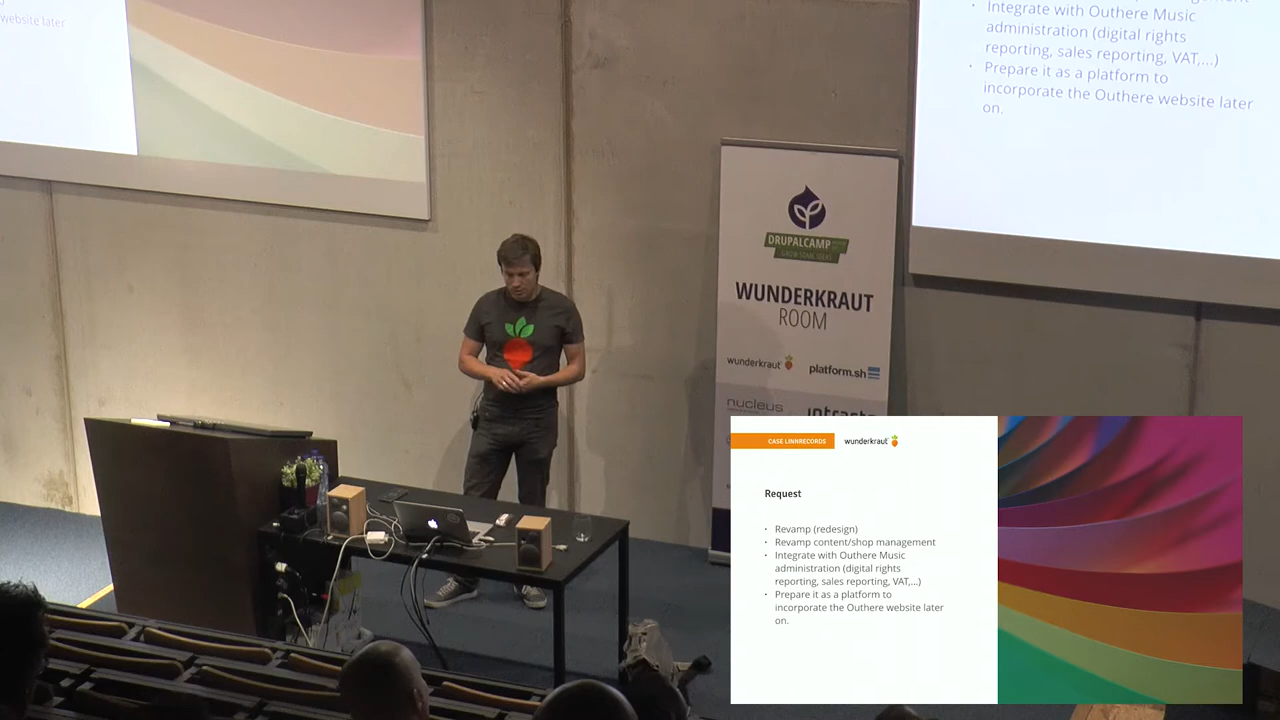 website later
Integrate with Outhere Music
administration (digital rights
reporting, sales reporting, VAT,...)
Prepare it as a platform to
incorporate the Outhere website later
on.
DRUPALCAMP
WUNDERKRAUT
ROOM
wunderkraut
platform.sh
nucleus
CASE LINNRECORDS
wunderkraut
Request
· Revamp (redesign)
· Revamp content/shop management
· Integrate with Outhere Music
administration (digital rights
reporting, sales reporting, VAT,...)
· Prepare it as a platform to
incorporate the Outhere website later
on.